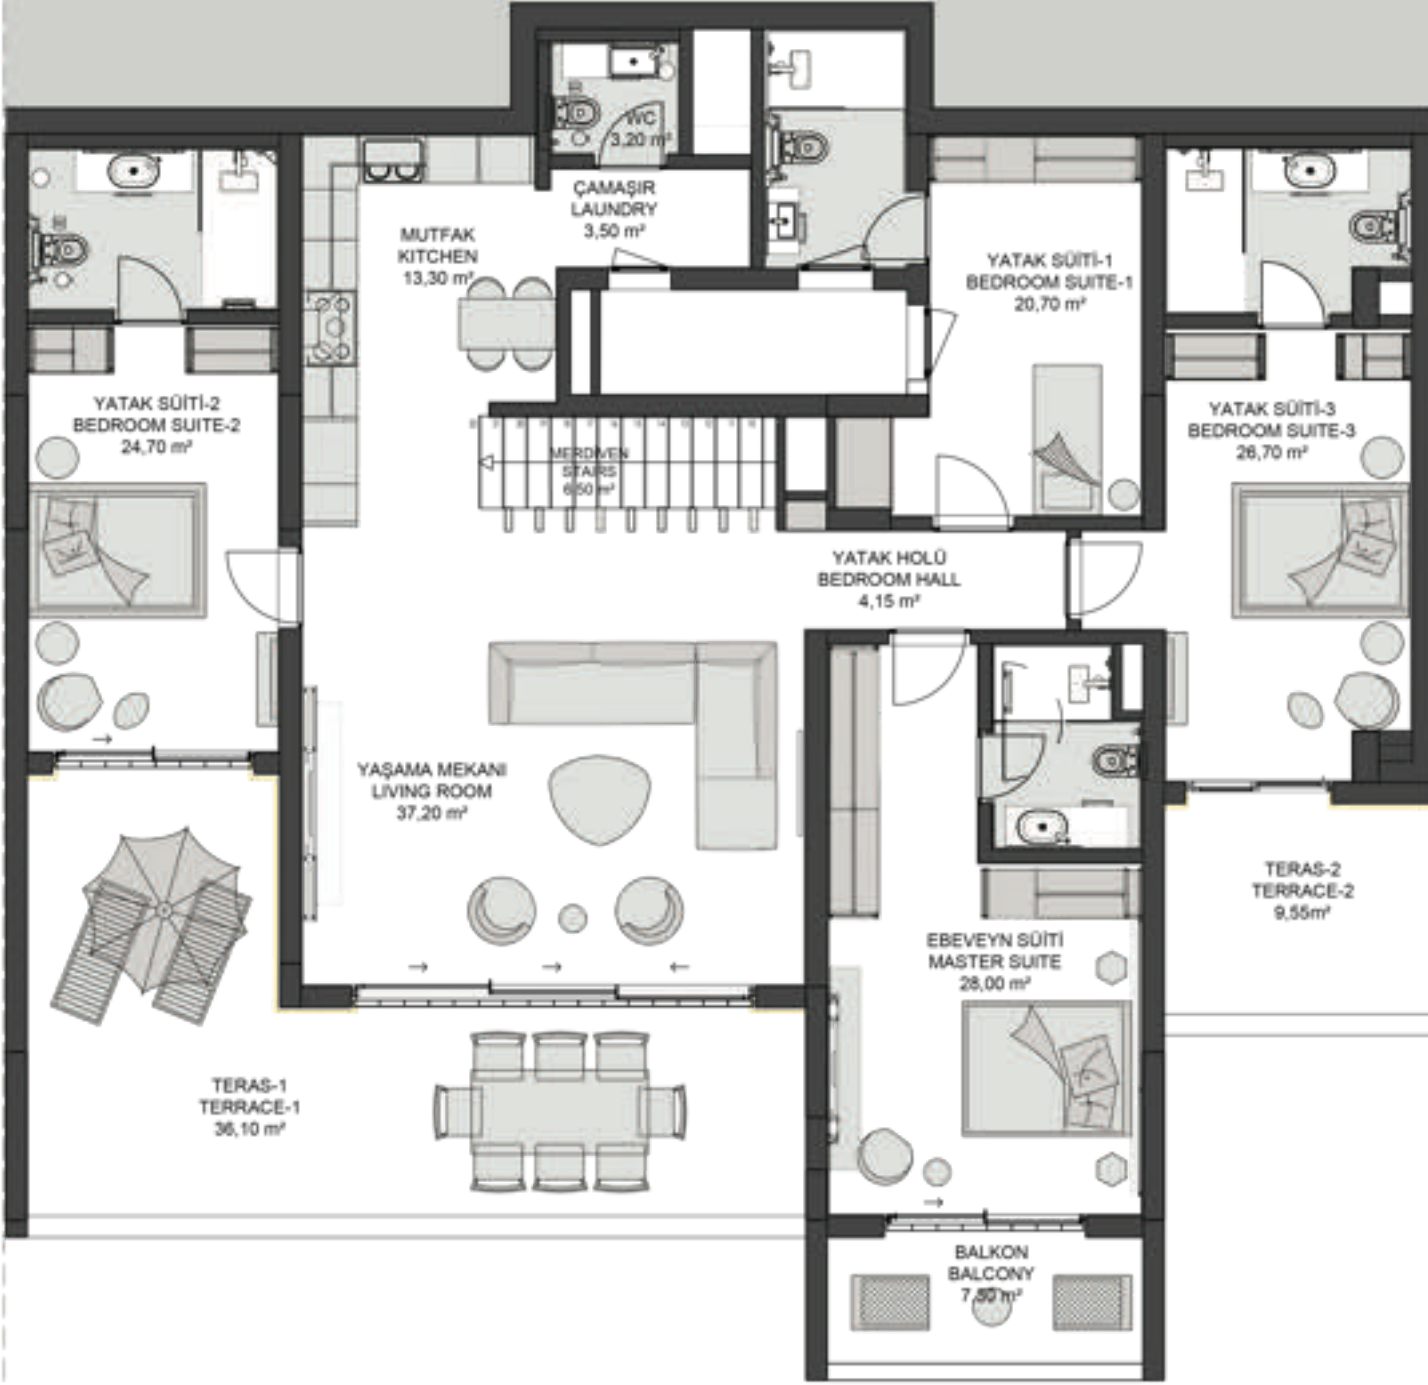 WC
3,20 m²
ÇAMAŞIR
LAUNDRY
3,50 m²
MUTFAK
KITCHEN
13,30 m²
YATAK SÜİTİ-1
BEDROOM SUITE-1
20,70 m²
YATAK SÜİTİ-2
BEDROOM SUITE-2
24,70 m²
YATAK SÜİTİ-3
BEDROOM SUITE-3
26,70 m²
MERDİVEN
STAIRS
6,50 m²
YATAK HOLÜ
BEDROOM HALL
4,15 m²
YAŞAMA MEKANI
LIVING ROOM
37,20 m²
TERAS-2
TERRACE-2
9,55m²
EBEVEYN SÜİTİ
MASTER SUITE
28,00 m²
TERAS-1
TERRACE-1
36,10 m²
BALKON
BALCONY